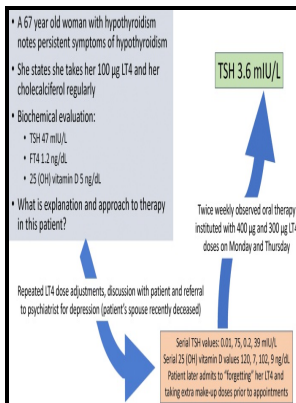 • A 67 year old woman with hypothyroidism
notes persistent symptoms of hypothyroidism
• She states she takes her 100 µg LT4 and her
cholecalciferol regularly
• Biochemical evaluation:
• TSH 47 mIU/L
• FT4 1.2 ng/dL
• 25 (OH) vitamin D 5 ng/dL
• What is explanation and approach to therapy
in this patient?
TSH 3.6 mIU/L
Twice weekly observed oral therapy
instituted with 400 µg and 300 µg LT4
doses on Monday and Thursday
Repeated LT4 dose adjustments, discussion with patient and referral
to psychiatrist for depression (patient's spouse recently deceased)
Serial TSH values: 0.01, 75, 0.2, 39 mIU/L
Serial 25 (OH) vitamin D values 120, 7, 102, 9 ng/dL
Patient later admits to "forgetting" her LT4 and
taking extra make-up doses prior to appointments